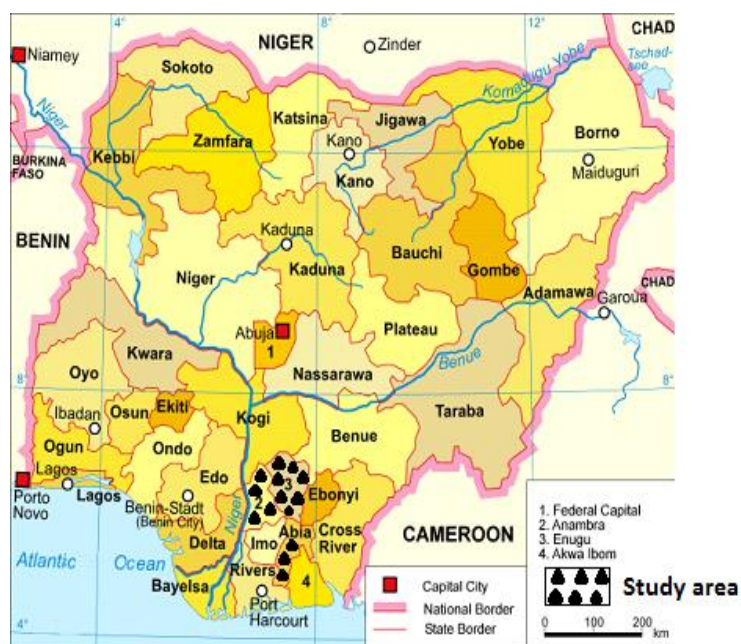 4°
8°
12°
NIGER
Zinder
CHAD
Niamey
Tschad-
see
Sokoto
Komadugu Yobe
Niger
Katsina
Jigawa
Zamfara
Yobe
Borno
Kebbi
Kano
Maiduguri
BURKINA
FASO
Kano
BENIN
Kaduna
Bauchi
Niger
Kaduna
Gombe
CHAD
Adamawa
Garoua
Abuja
Plateau
1
Kwara
Nassarawa
Benue
8°
8°
Oyo
Taraba
Ibadan
Osun
Ekiti
Kogi
Benue
Ogun
Ondo
Edo
3
Lagos
Lagos
Ebonyi
Porto
Novo
Benin-Stadt
(Benin City)
Niger
2
Abia
Cross
River
Imo
CAMEROON
Atlantic
Ocean
Delta
Rivers
4
Bayelsa
Port
Harcourt
4°
1. Federal Capital
2. Anambra
3. Enugu
4. Akwa Ibom
Capital City
National Border
State Border
Study area
0 100 200
km